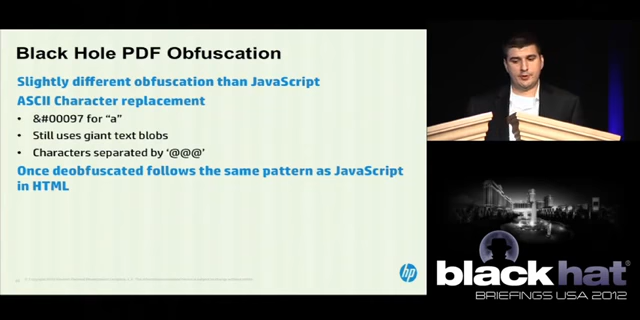 Black Hole PDF Obfuscation
Slightly different obfuscation than JavaScript
ASCII Character replacement
• &#00097 for “a”
• Still uses giant text blobs
• Characters separated by ‘@@@’
Once deobfuscated follows the same pattern as JavaScript
in HTML
hp
black hat
BRIEFINGS USA 2012